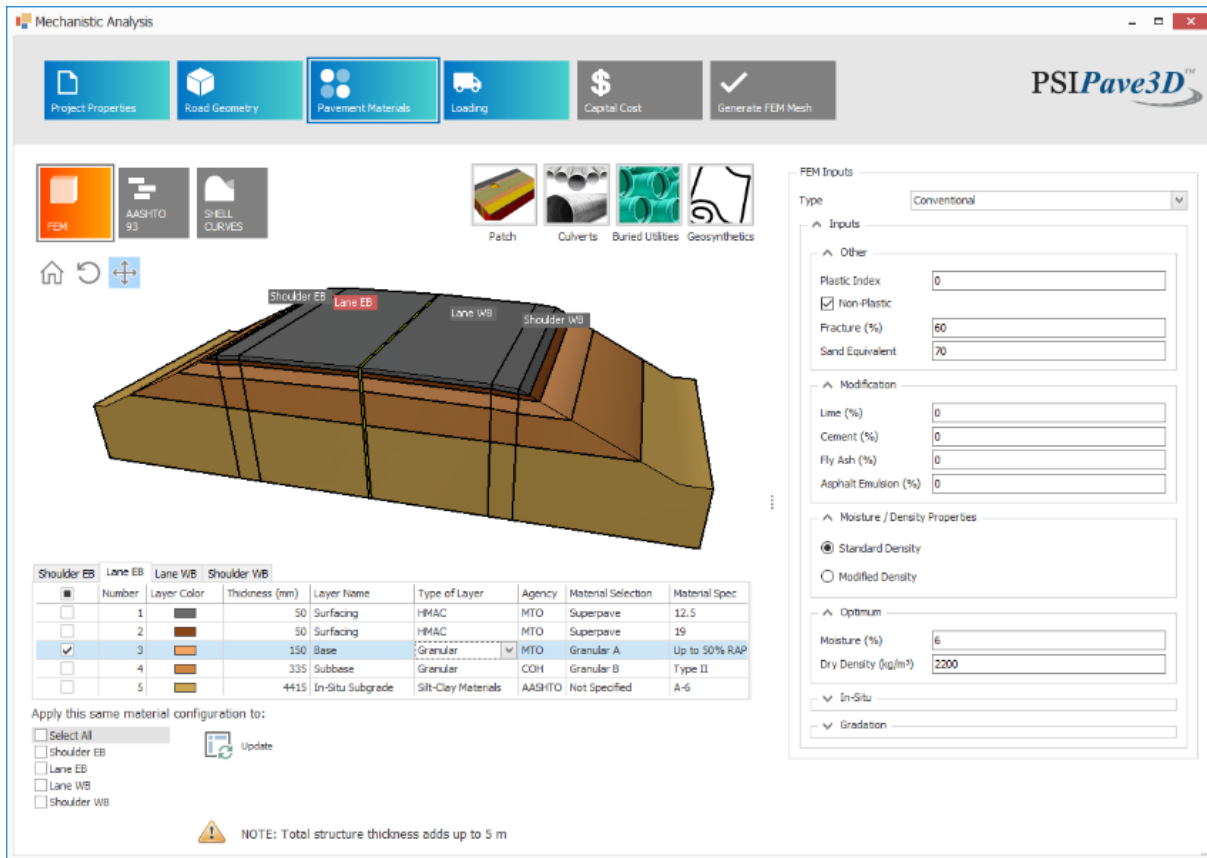 Mechanistic Analysis
Project Properties
Road Geometry
Pavement Materials
Loading
$
Capital Cost
Generate FEM Mesh
PSIPave3D™
FEM
AASHTO
93
SHELL
CURVES
Patch
Culverts
Buried Utilities
Geosynthetics
Shoulder EB
Lane EB
Lane WB
Shoulder WB
Shoulder EB Lane EB Lane WB Shoulder WB
Number Layer Color Thickness (mm) Layer Name Type of Layer Agency Material Selection Material Spec
1 50 Surfacing HMAC MTO Superpave 12.5
2 50 Surfacing HMAC MTO Superpave 19
3 150 Base Granular MTO Granular A Up to 50% RAP
4 335 Subbase Granular COH Granular B Type II
5 4415 In-Situ Subgrade Silt-Clay Materials AASHTO Not Specified A-6
Apply this same material configuration to:
Select All
Shoulder EB
Lane EB
Lane WB
Shoulder WB
Update
NOTE: Total structure thickness adds up to 5 m
FEM Inputs
Type Conventional
Inputs
Other
Plastic Index 0
Non-Plastic
Fracture (%) 60
Sand Equivalent 70
Modification
Lime (%) 0
Cement (%) 0
Fly Ash (%) 0
Asphalt Emulsion (%) 0
Moisture / Density Properties
Standard Density
Modified Density
Optimum
Moisture (%) 6
Dry Density (kg/m³) 2200
In-Situ
Gradation